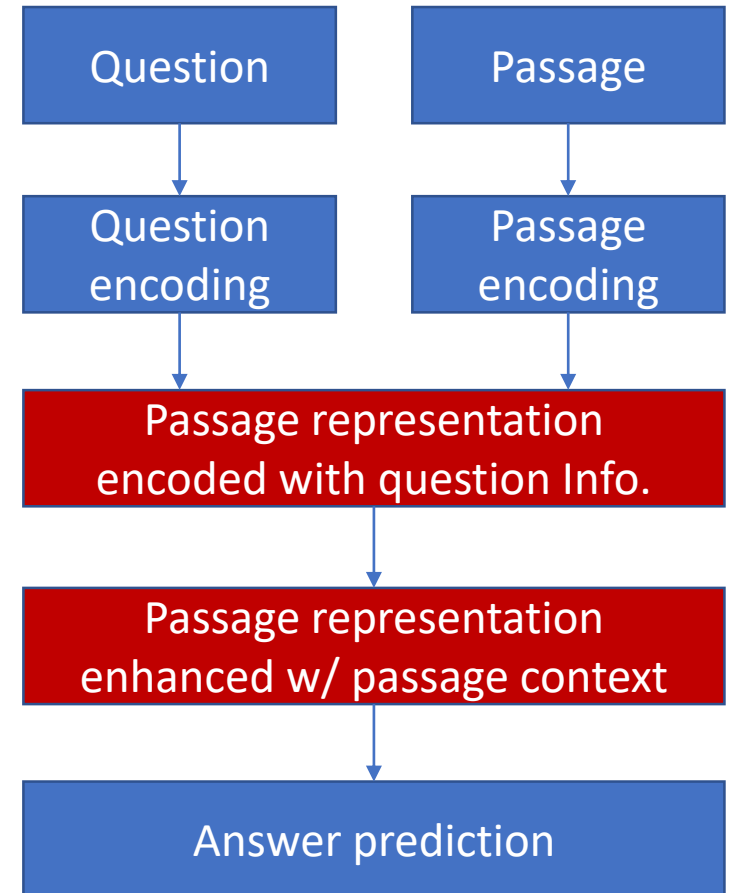 Question
Passage
Question
encoding
Passage
encoding
Passage representation
encoded with question Info.
Passage representation
enhanced w/ passage context
Answer prediction